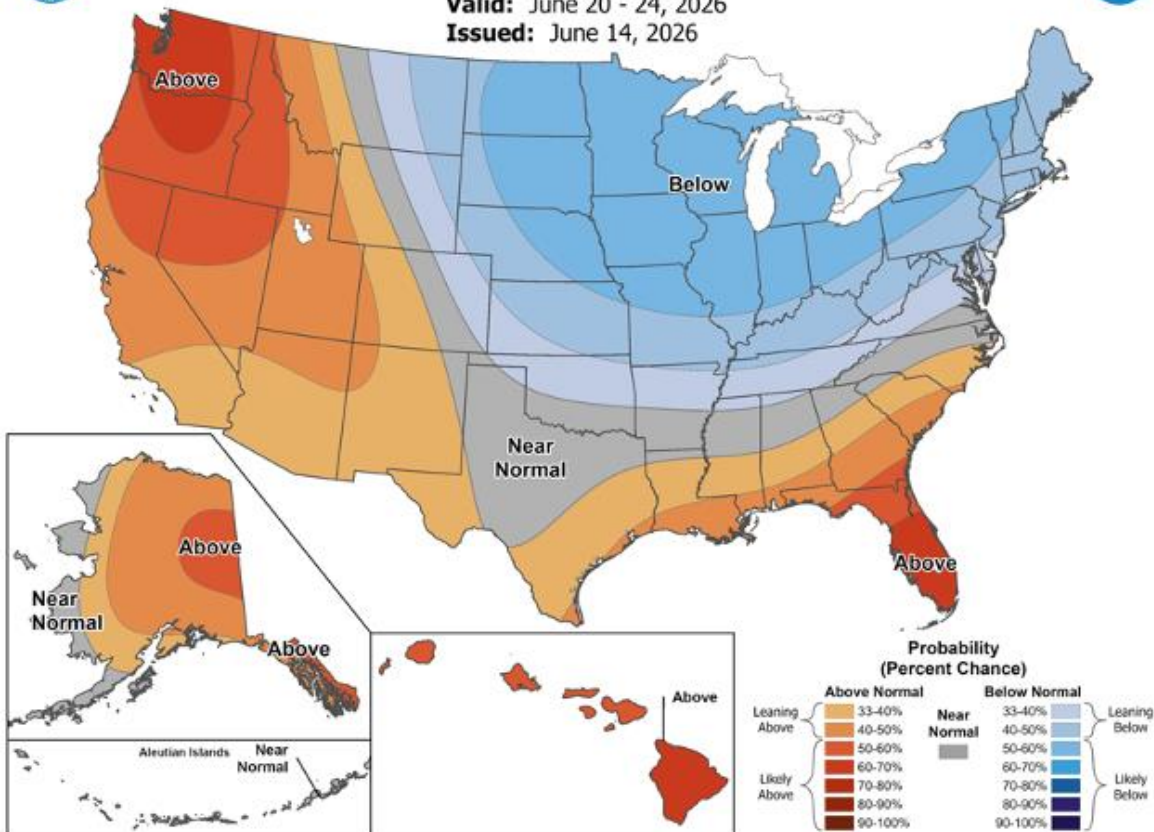 Valid: June 20 - 24, 2026
Issued: June 14, 2026
Above
Below
Near
Normal
Above
Above
Near
Normal
Above
Aleutian Islands
Near
Normal
Above
Probability
(Percent Chance)
Above Normal
Below Normal
Leaning
Above
Likely
Above
33-40%
40-50%
50-60%
60-70%
70-80%
80-90%
90-100%
Near
Normal
33-40%
40-50%
50-60%
60-70%
70-80%
80-90%
90-100%
Leaning
Below
Likely
Below